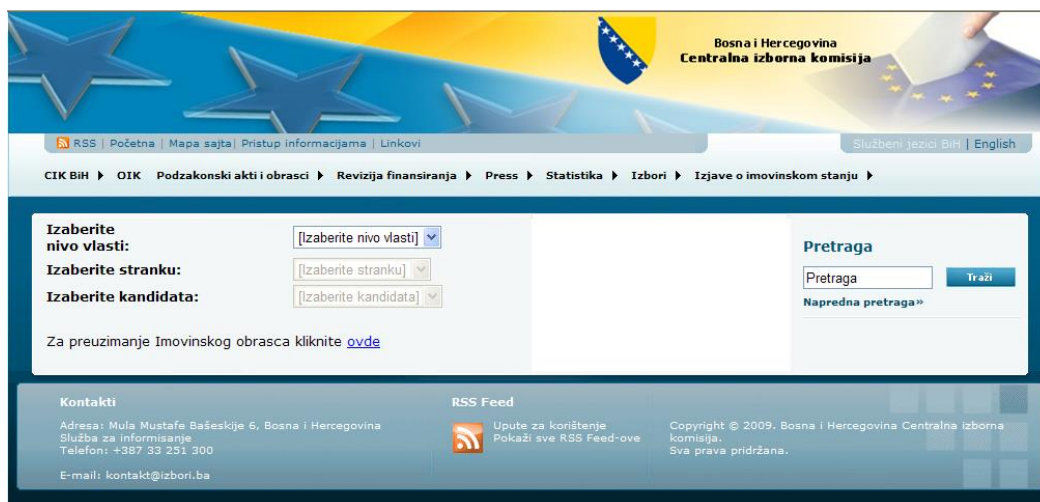 Bosna i Hercegovina
Centralna izborna komisija
RSS | Početna | Mapa sajta| Pristup informacijama | Linkovi
Službeni jezici BiH | English
CIK BiH OIK Podzakonski akti i obrasci Revizija finansiranja Press Statistika Izbori Izjave o imovinskom stanju
Izaberite
nivo vlasti:
[Izaberite nivo vlasti]
Izaberite stranku:
[Izaberite stranku]
Izaberite kandidata:
[Izaberite kandidata]
Za preuzimanje Imovinskog obrasca kliknite ovde
Pretraga
Pretraga
Traži
Napredna pretraga»
Kontakti
Adresa: Mula Mustafe Bašeskije 6, Bosna i Hercegovina
Služba za informisanje
Telefon: +387 33 251 300
E-mail: kontakt@izbori.ba
RSS Feed
Upute za korištenje
Pokaži sve RSS Feed-ove
Copyright © 2009. Bosna i Hercegovina Centralna izborna
komisija.
Sva prava pridržana.